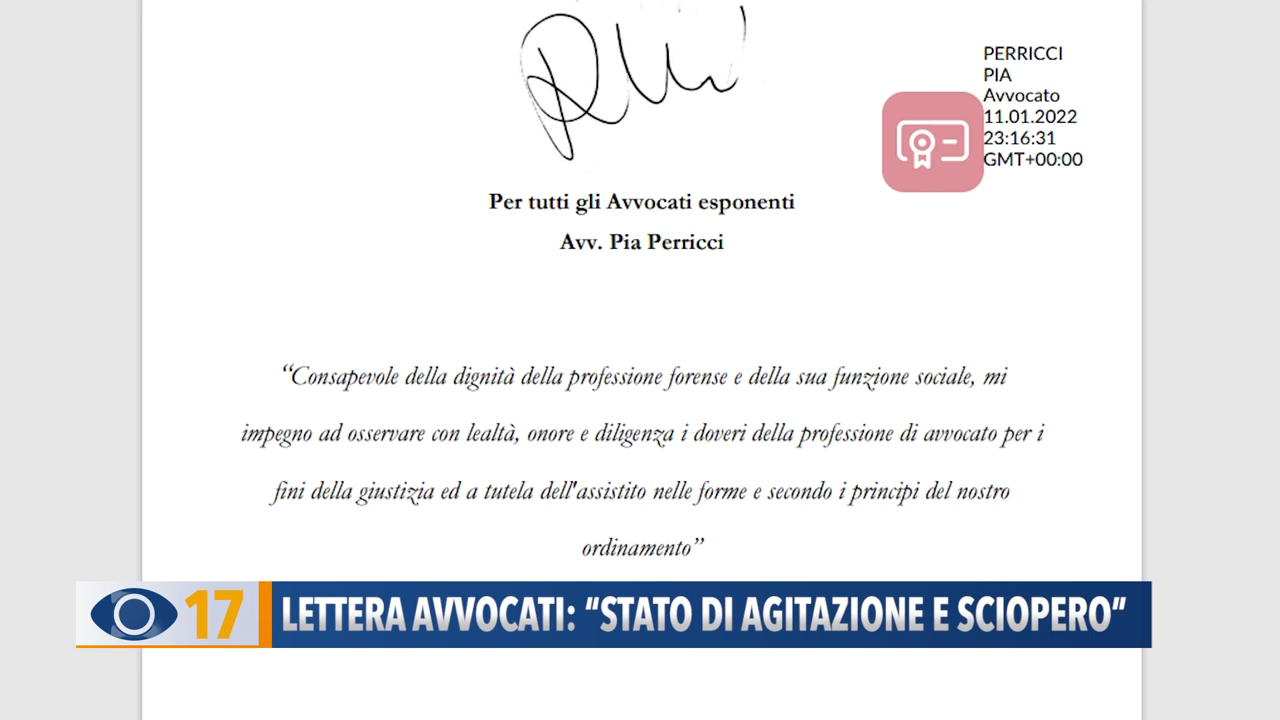 PERRICCI
PIA
Avvocato
11.01.2022
23:16:31
GMT+00:00
Per tutti gli Avvocati esponenti
Avv. Pia Perricci
“Consapevole della dignità della professione forense e della sua funzione sociale, mi
impegno ad osservare con lealtà, onore e diligenza i doveri della professione di avvocato per i
fini della giustizia ed a tutela dell'assistito nelle forme e secondo i principi del nostro
ordinamento”
17
LETTERA AVVOCATI: “STATO DI AGITAZIONE E SCIOPERO”